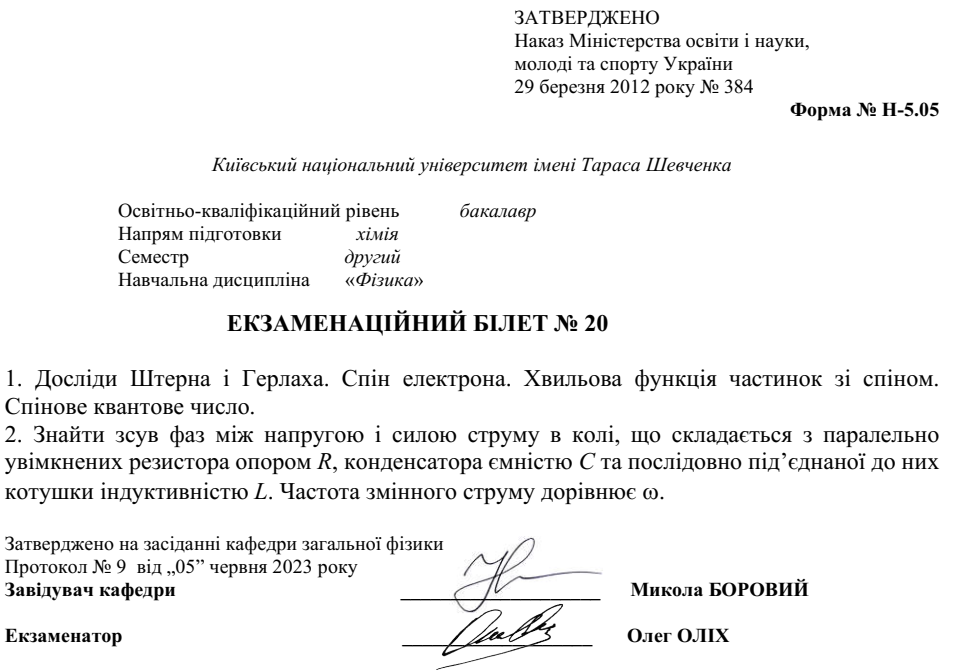 ЗАТВЕРДЖЕНО
Наказ Міністерства освіти і науки,
молоді та спорту України
29 березня 2012 року № 384
Форма № Н-5.05
Київський національний університет імені Тараса Шевченка
Освітньо-кваліфікаційний рівень бакалавр
Напрям підготовки хімія
Семестр другий
Навчальна дисципліна «Фізика»
ЕКЗАМЕНАЦІЙНИЙ БІЛЕТ № 20
1. Досліди Штерна і Герлаха. Спін електрона. Хвильова функція частинок зі спіном.
Спінове квантове число.
2. Знайти зсув фаз між напругою і силою струму в колі, що складається з паралельно
увімкнених резистора опором R, конденсатора ємністю C та послідовно під’єднаної до них
котушки індуктивністю L. Частота змінного струму дорівнює ω.
Затверджено на засіданні кафедри загальної фізики
Протокол № 9 від „05” червня 2023 року
Завідувач кафедри ____________________ Микола БОРОВИЙ
Екзаменатор ___________________ Олег ОЛІХ